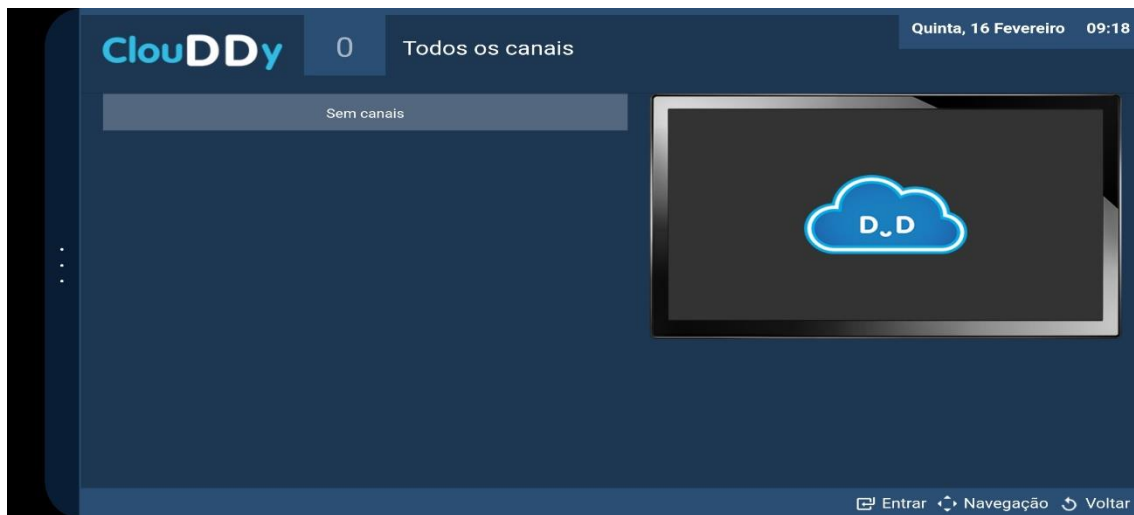 ClouDDy
0
Todos os canais
Quinta, 16 Fevereiro 09:18
Sem canais
D D
Entrar Navegação Voltar